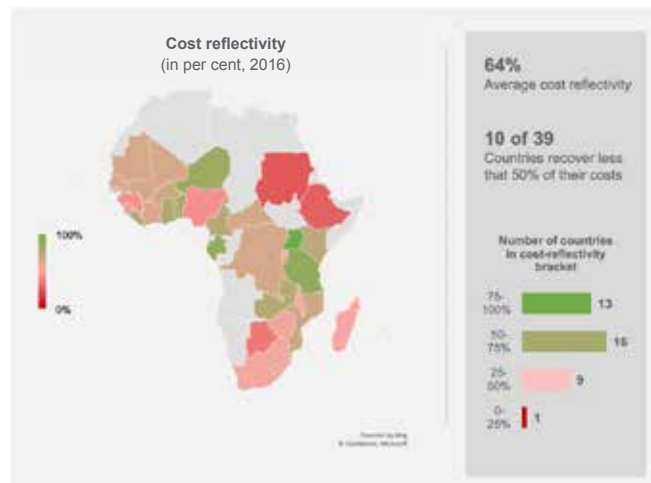 Cost reflectivity
(in per cent, 2016)
100%
0%
64%
Average cost reflectivity
10 of 39
Countries recover less
that 50% of their costs
Number of countries
in cost-reflectivity
bracket
75-
100%
13
50-
75%
16
25-
50%
9
0-
25%
1